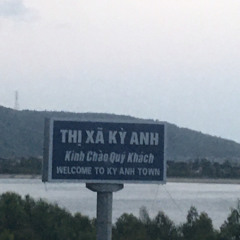 THỊ XÃ KỲ ANH
Kính Chào Quý Khách
WELCOME TO KY ANH TOWN